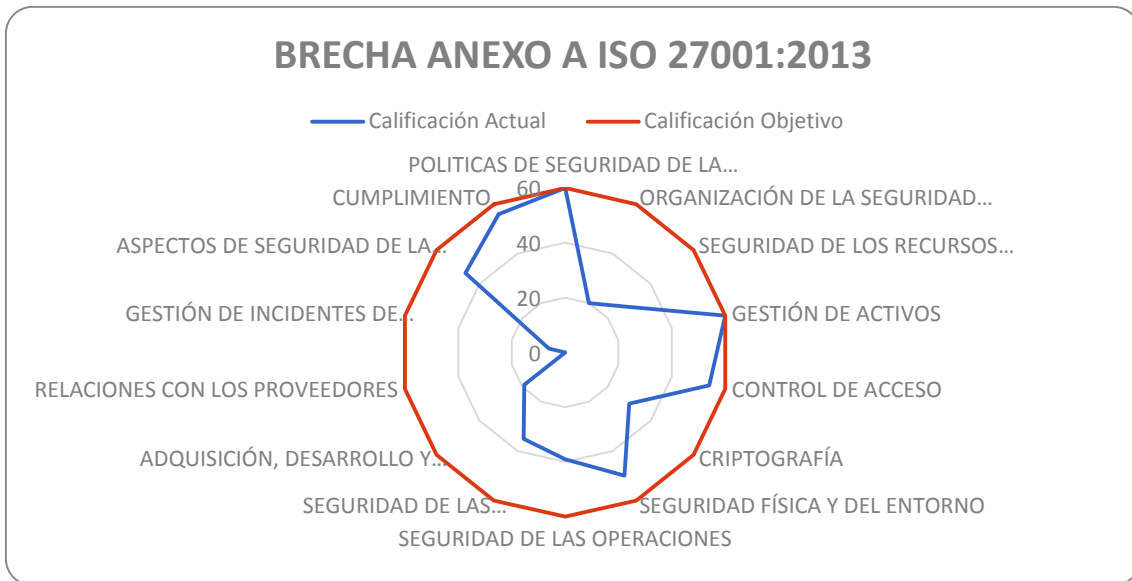 BRECHA ANEXO A ISO 27001:2013
Calificación Actual Calificación Objetivo
POLITICAS DE SEGURIDAD DE LA…
CUMPLIMIENTO 60 ORGANIZACIÓN DE LA SEGURIDAD…
ASPECTOS DE SEGURIDAD DE LA… 40 SEGURIDAD DE LOS RECURSOS…
GESTIÓN DE INCIDENTES DE… 20 GESTIÓN DE ACTIVOS
0
RELACIONES CON LOS PROVEEDORES CONTROL DE ACCESO
ADQUISICIÓN, DESARROLLO Y… CRIPTOGRAFÍA
SEGURIDAD DE LAS… SEGURIDAD FÍSICA Y DEL ENTORNO
SEGURIDAD DE LAS OPERACIONES